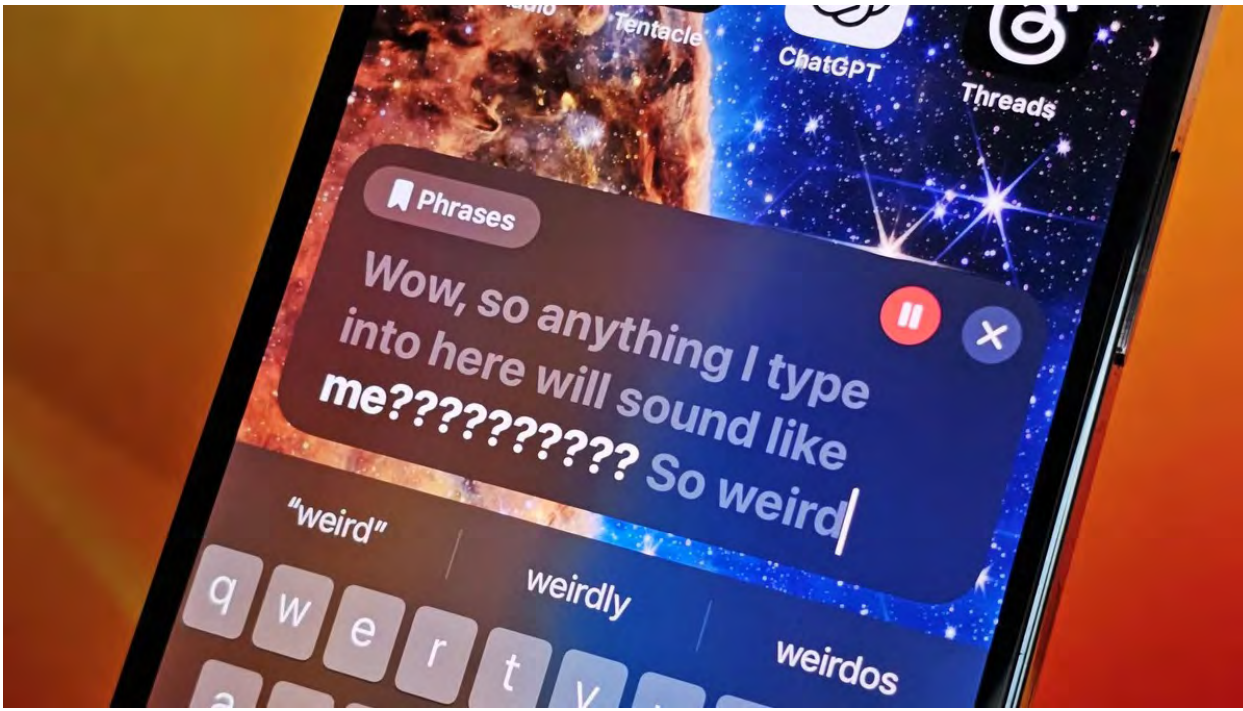 Tentacle
ChatGPT
Threads
Phrases
Wow, so anything I type
into here will sound like
me?????????? So weird
“weird”
weirdly
weirdos
q w e r t y
a